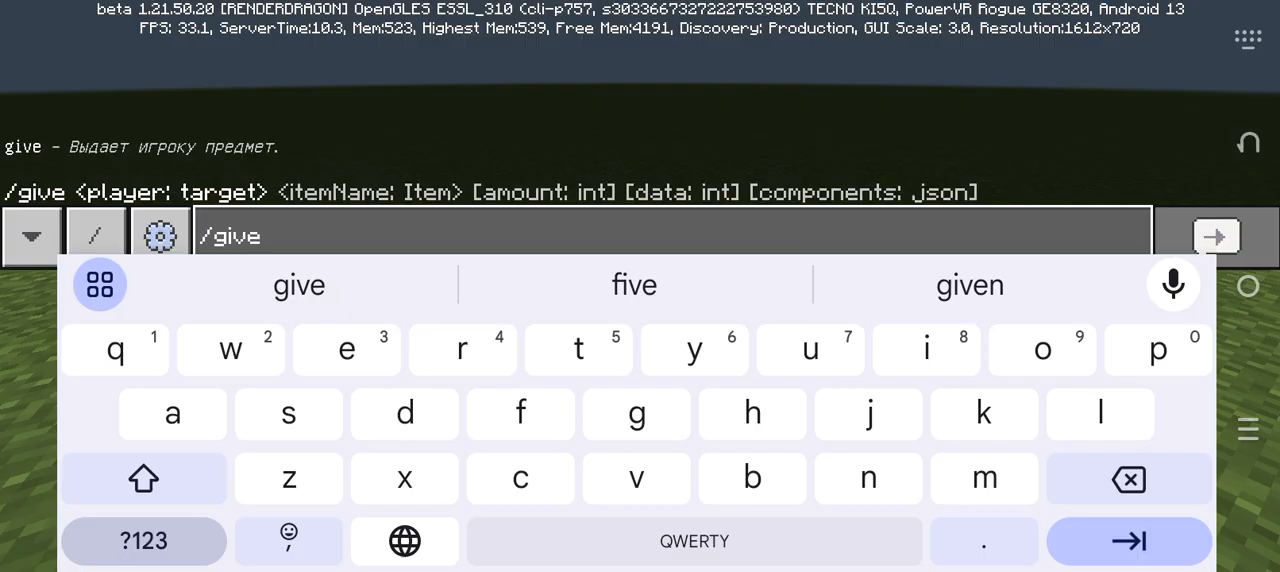 beta 1.21.50.20 [RENDERDRAGON] OpenGLES ESSL_310 (cli-p757, s30336673272227539​80) TECNO KI5Q, PowerVR Rogue GE8320, Android 13
FPS: 33.1, ServerTime:10.3, Mem:523, Highest Mem:539, Free Mem:4191, Discovery: Production, GUI Scale: 3.0, Resolution:1612x720
give - Выдает игроку предмет.
/give <player: target> <itemName: Item> [amount: int] [data: int] [components: json]
/ /give
give five given
q 1 w 2 e 3 r 4 t 5 y 6 u 7 i 8 o 9 p 0
a s d f g h j k l
z x c v b n m
?123 , QWERTY .